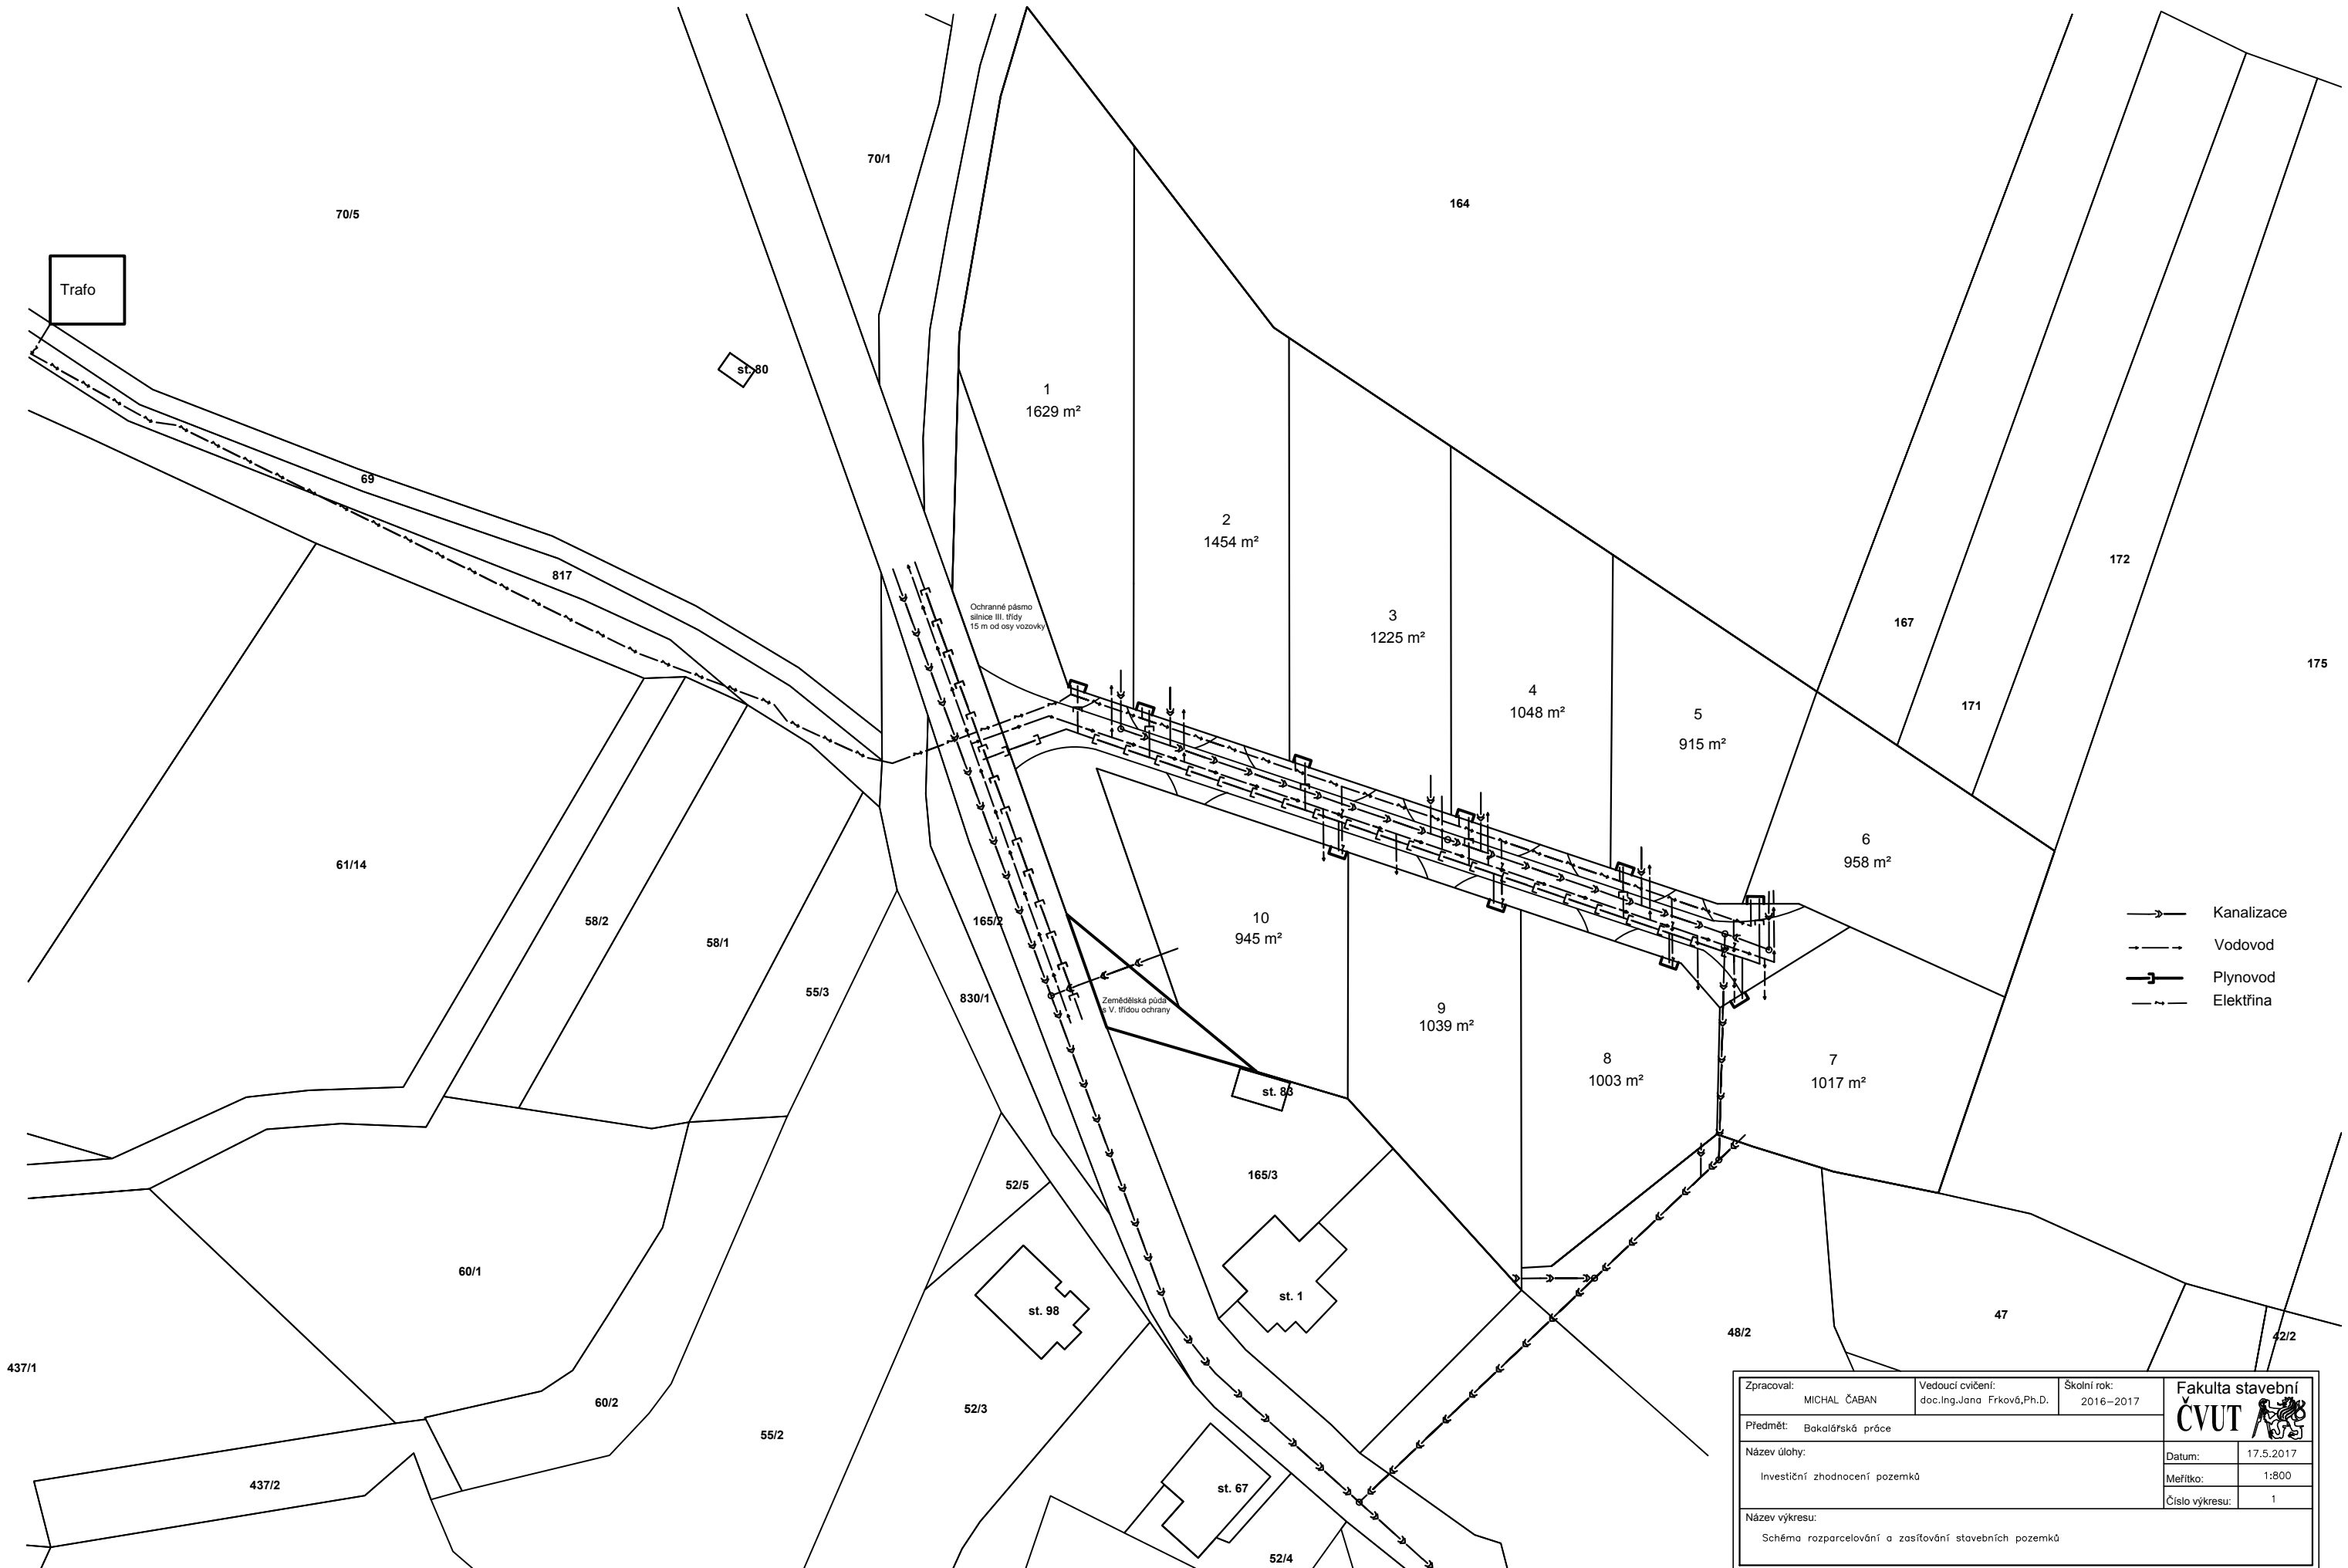 70/1
164
70/5
Trafo
st. 80
1
1629 m²
69
2
1454 m²
172
817
Ochranné pásmo
silnice III. třídy
15 m od osy vozovky
3
1225 m²
167
175
4
1048 m²
171
5
915 m²
6
958 m²
61/14
58/2
165/2
10
945 m²
Kanalizace
58/1
Vodovod
Plynovod
Elektřina
55/3
830/1
Zemědělská půda
s V. třídou ochrany
9
1039 m²
8
1003 m²
7
1017 m²
st. 83
165/3
52/5
60/1
st. 98
st. 1
47
48/2
42/2
437/1
60/2
52/3
55/2
437/2
st. 67
52/4
Zpracoval:
MICHAL ČABAN
Vedoucí cvičení:
doc.Ing.Jana Frková,Ph.D.
Školní rok:
2016–2017
Fakulta stavební
ČVUT
Předmět: Bakalářská práce
Název úlohy:
Investiční zhodnocení pozemků
Datum: 17.5.2017
Meřítko: 1:800
Číslo výkresu: 1
Název výkresu:
Schéma rozparcelování a zasíťování stavebních pozemků